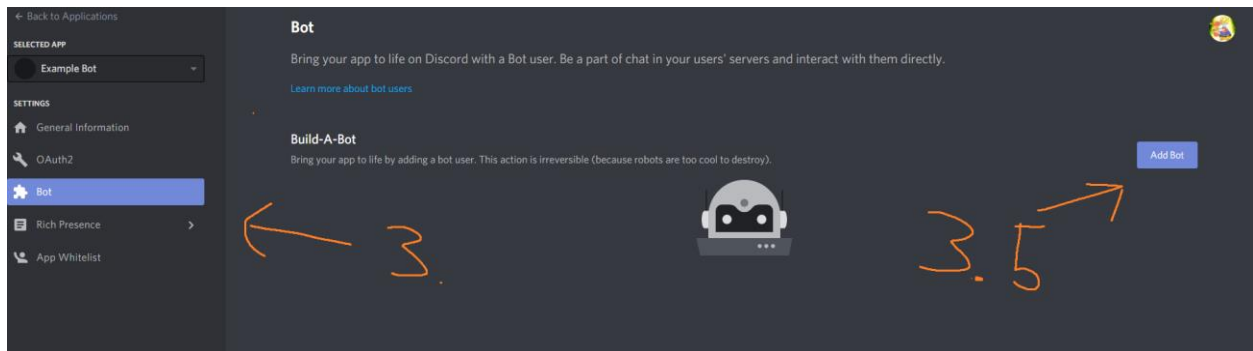 ← Back to Applications
SELECTED APP
Example Bot
SETTINGS
General Information
OAuth2
Bot
Rich Presence
App Whitelist
Bot
Bring your app to life on Discord with a Bot user. Be a part of chat in your users' servers and interact with them directly.
Learn more about bot users
Build-A-Bot
Bring your app to life by adding a bot user. This action is irreversible (because robots are too cool to destroy).
Add Bot
3.
3.5